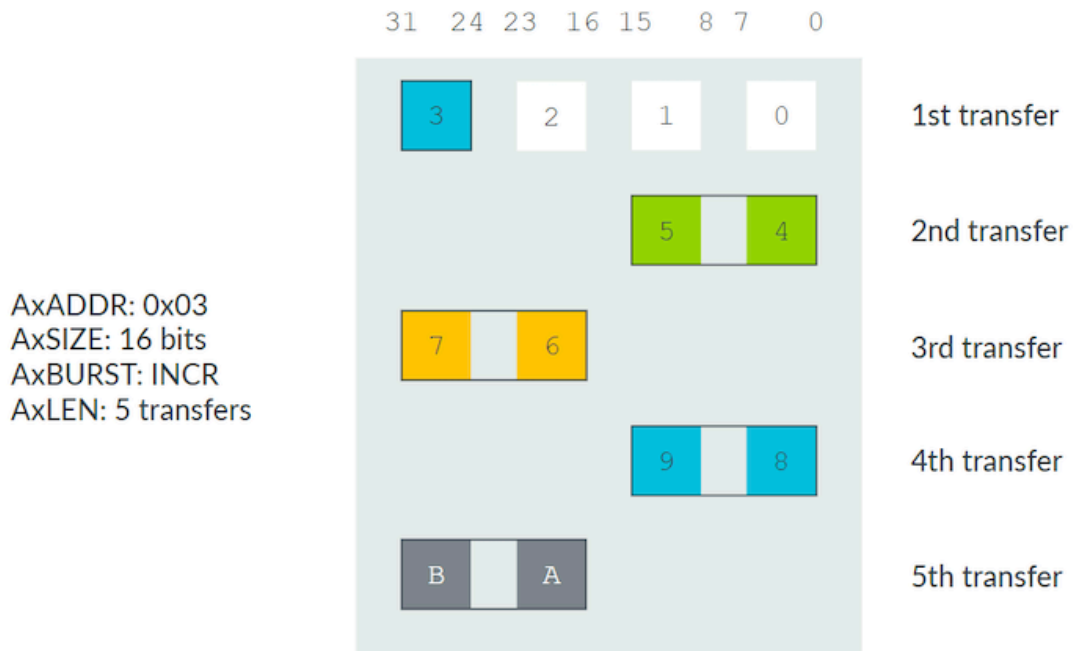 31 24 23 16 15 8 7 0
3 2 1 0 1st transfer
5 4 2nd transfer
AxADDR: 0x03
AxSIZE: 16 bits
AxBURST: INCR
AxLEN: 5 transfers
7 6 3rd transfer
9 8 4th transfer
B A 5th transfer